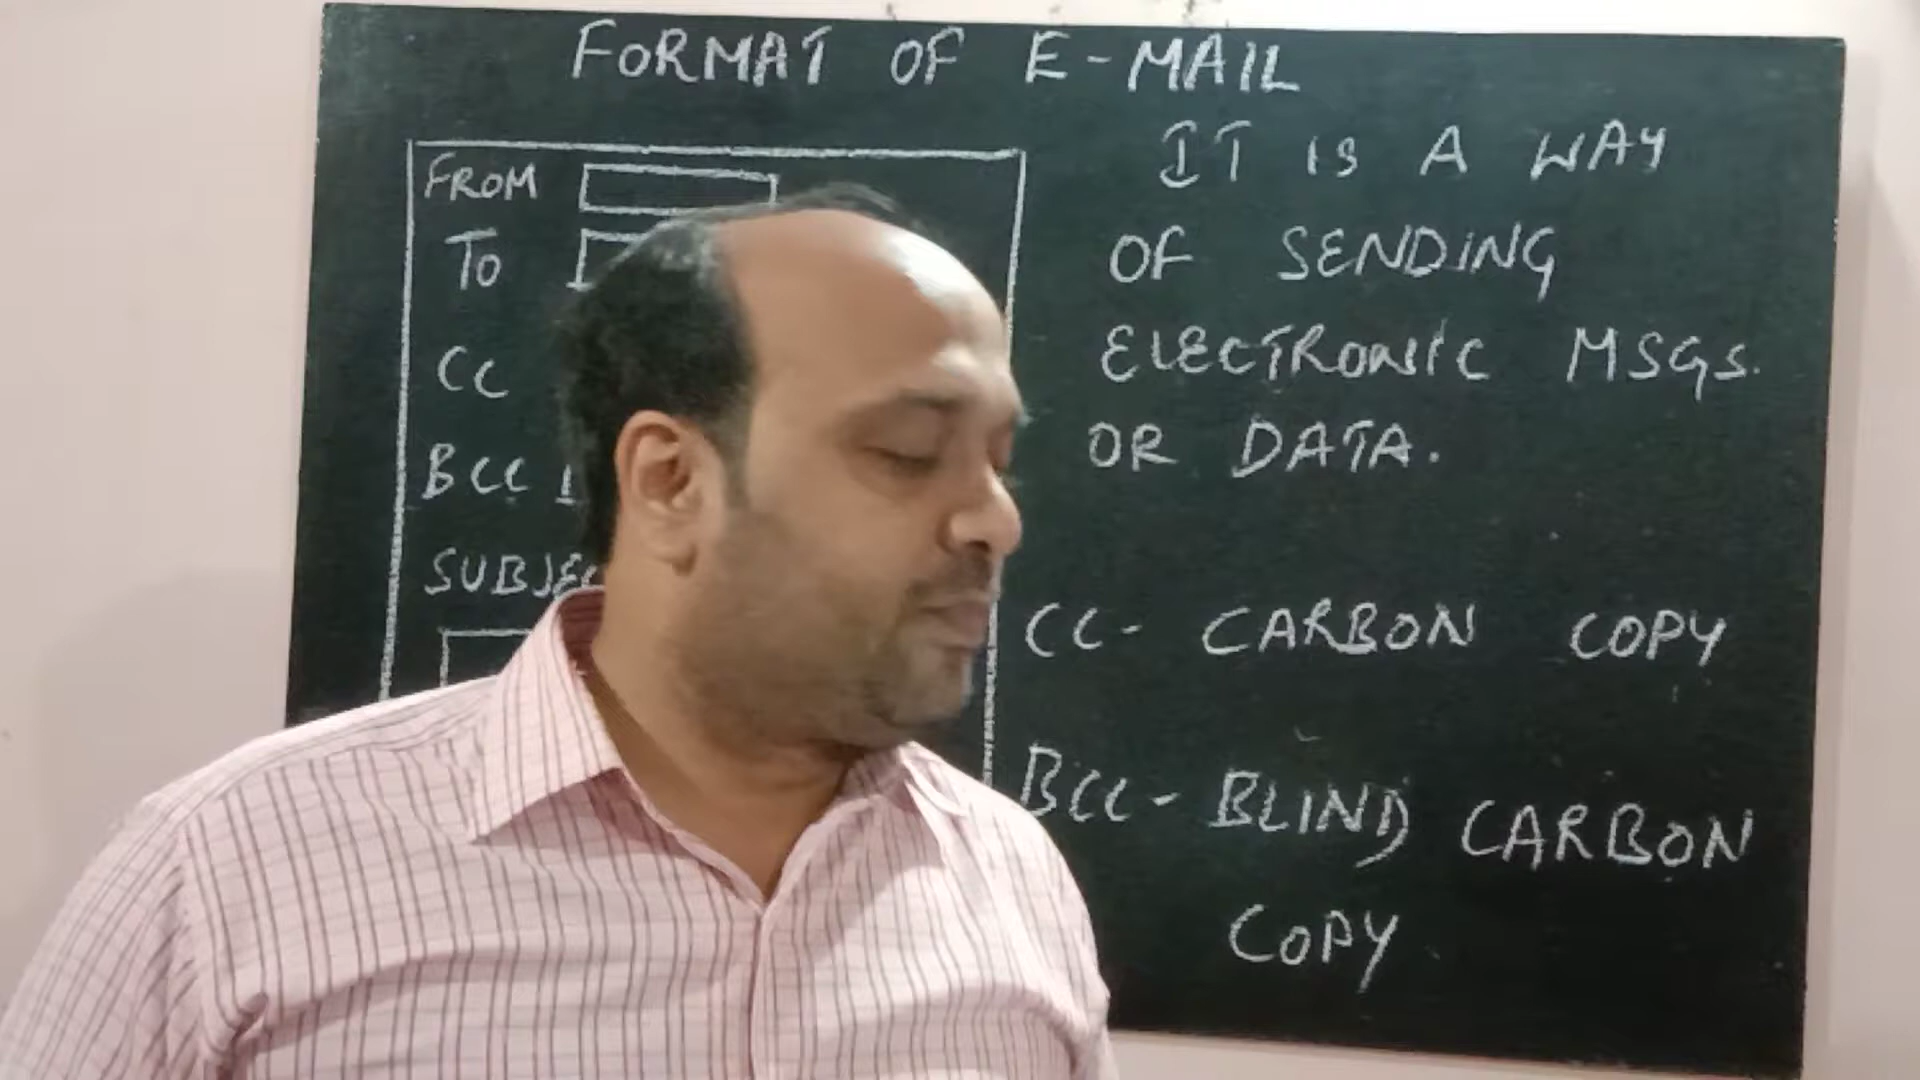 FORMAT OF E-MAIL
FROM
TO
CC
BCC
IT IS A WAY
OF SENDING
ELECTRONIC MSGS.
OR DATA.
CC- CARBON COPY
BCC- BLIND CARBON
COPY